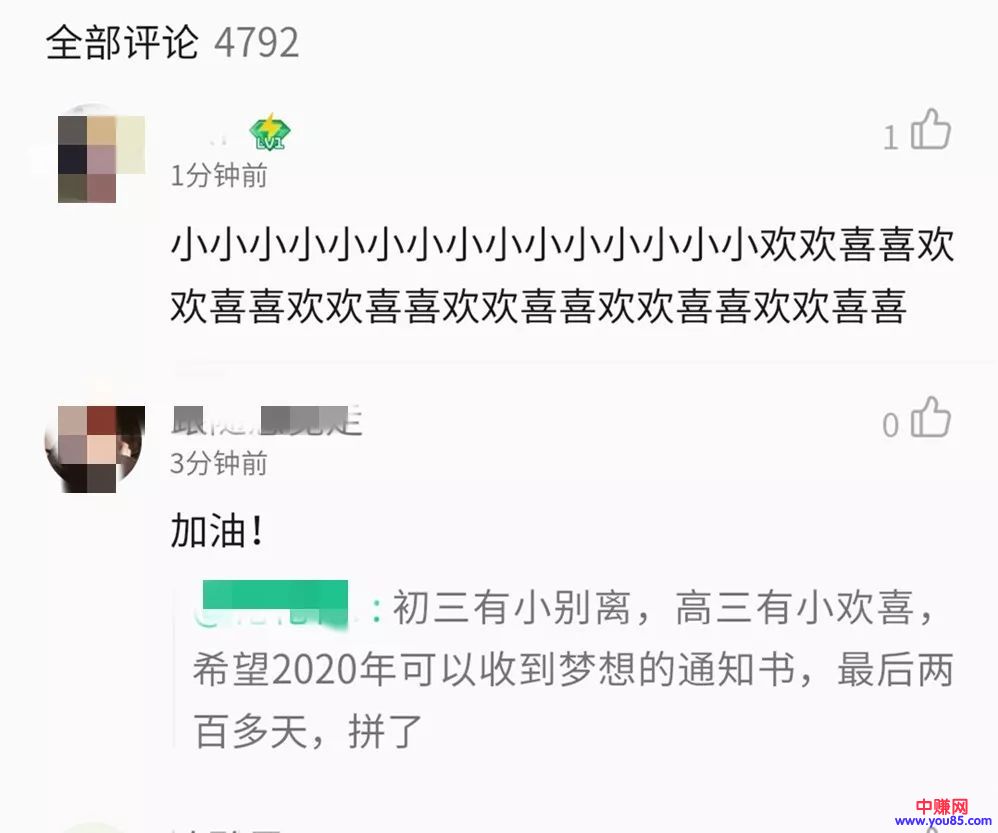 全部评论 4792
LV1
1
1分钟前
小小小小小小小小小小小小小小小欢欢喜喜欢
欢喜喜欢欢喜喜欢欢喜喜欢欢喜喜欢欢喜喜
0
3分钟前
加油！
：初三有小别离，高三有小欢喜，
希望2020年可以收到梦想的通知书，最后两
百多天，拼了
中赚网
www.you85.com